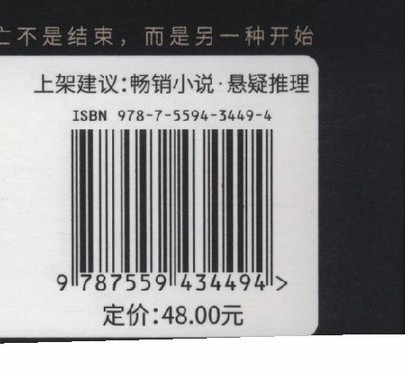 亡不是结束，而是另一种开始
上架建议：畅销小说·悬疑推理
ISBN 978-7-5594-3449-4
9 787559 434494 >
定价：48.00元